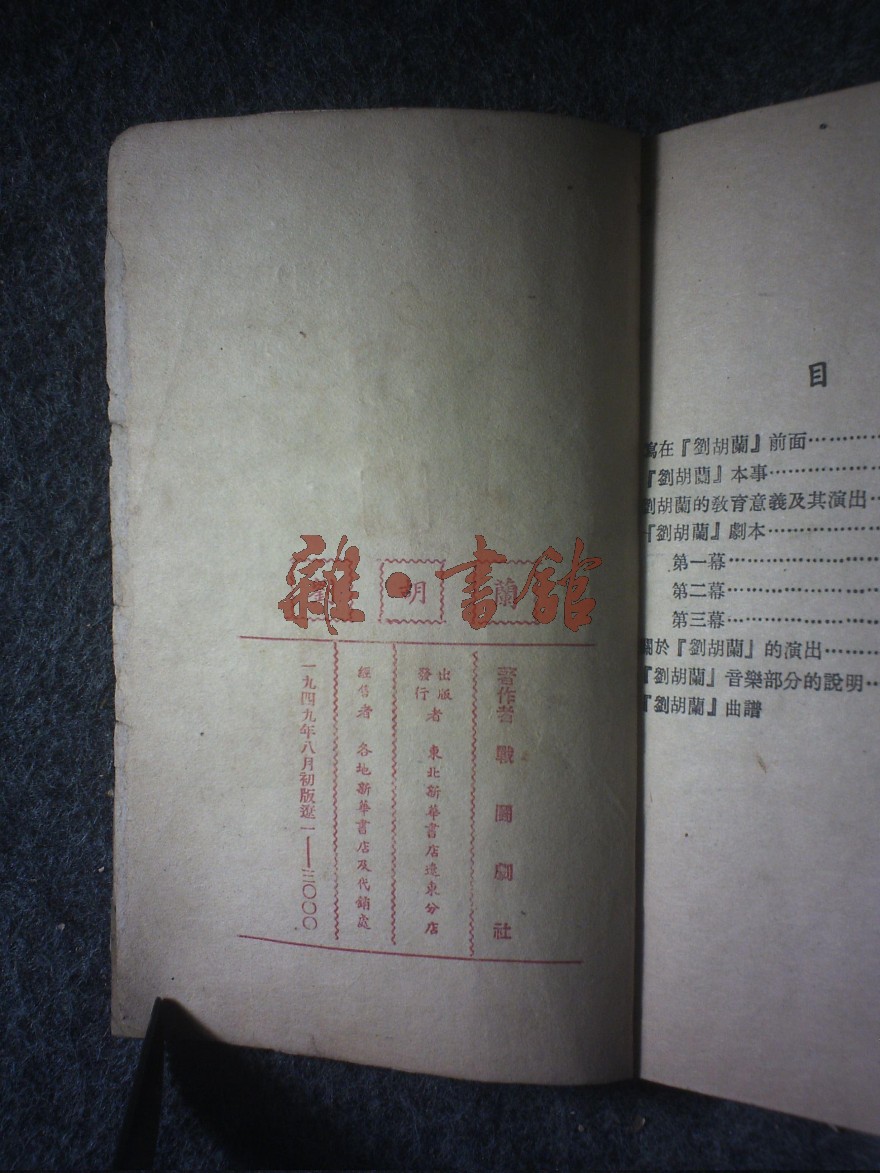 雜・書館
胡 蘭
著作者 戰鬪劇社
出版發行者 東北新華書店遼東分店
經售者 各地新華書店及代銷處
一九四九年八月初版遼一——三〇〇〇
目
寫在『劉胡蘭』前面…………
『劉胡蘭』本事…………
劉胡蘭的教育意義及其演出…
『劉胡蘭』劇本…………
第一幕…………
第二幕…………
第三幕…………
關於『劉胡蘭』的演出………
『劉胡蘭』音樂部分的說明…
『劉胡蘭』曲譜